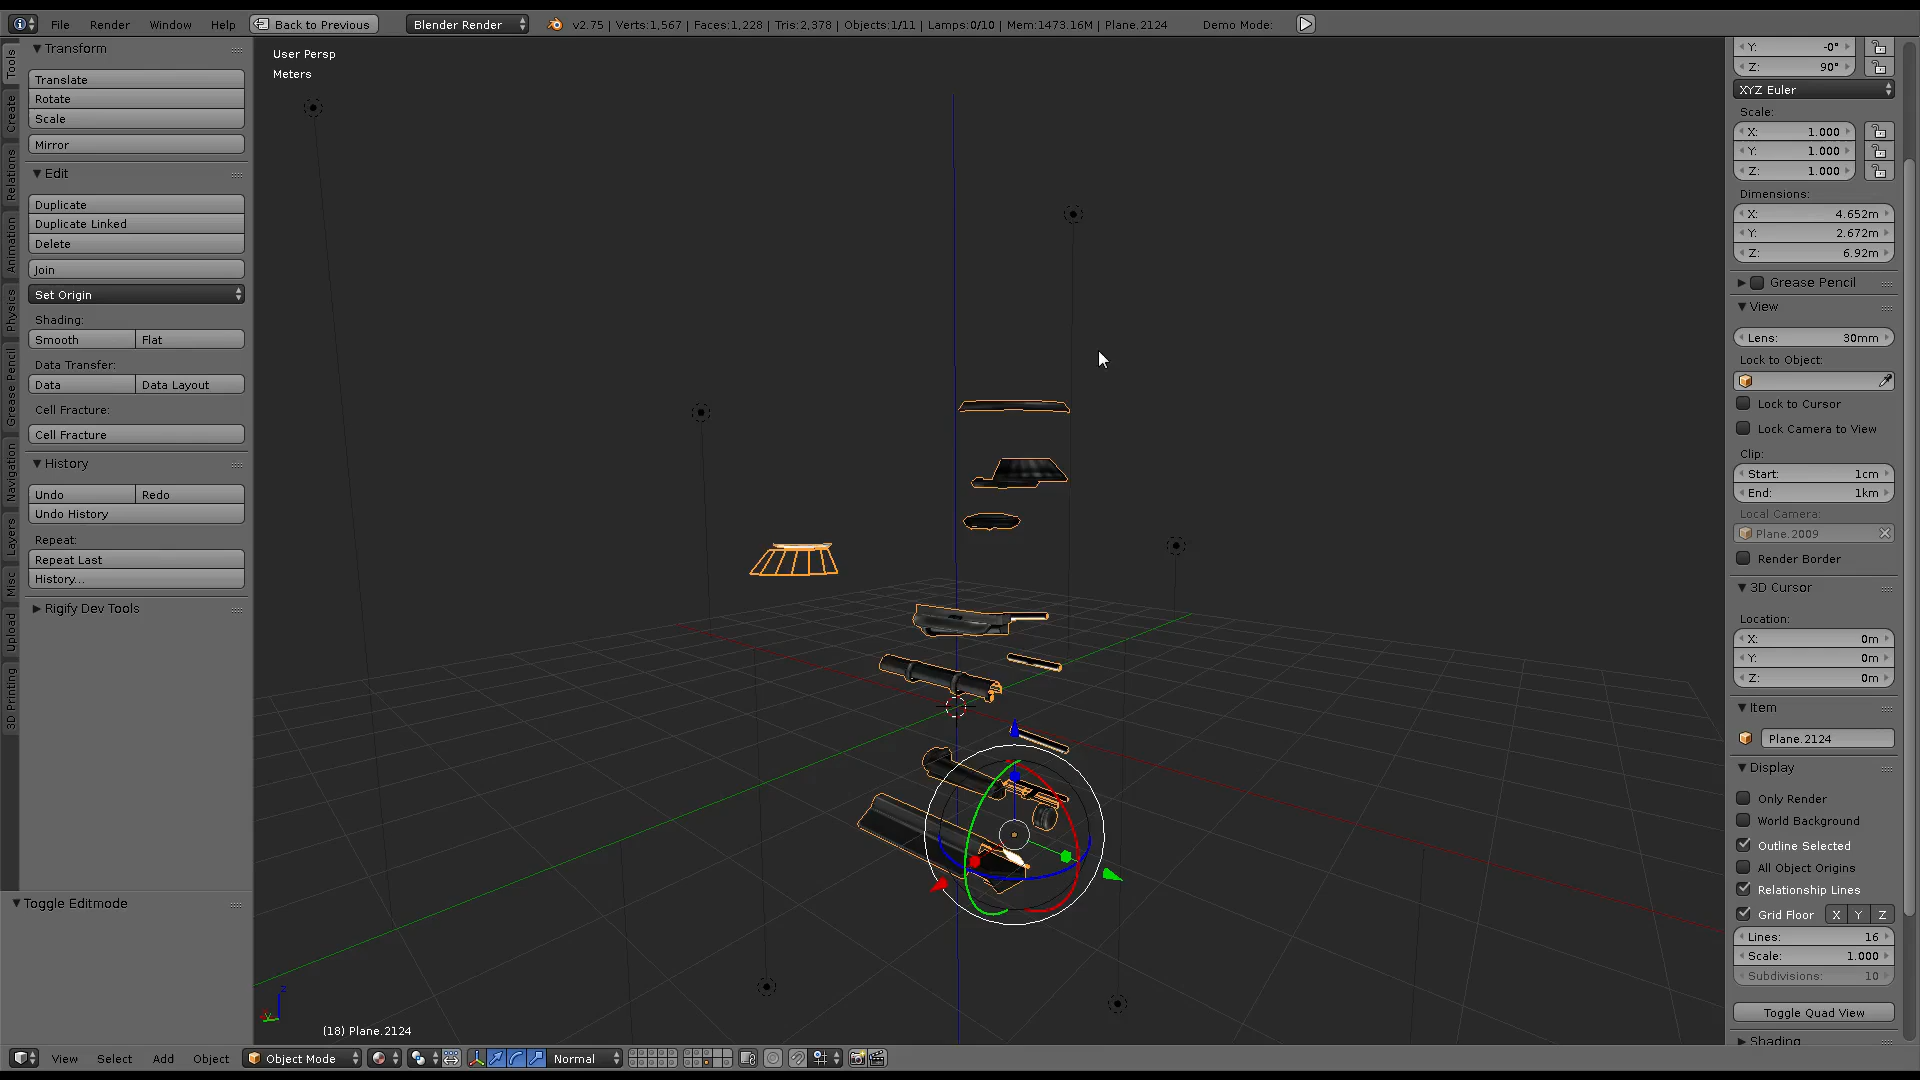 File Render Window Help Back to Previous Blender Render v2.75 | Verts:1,567 | Faces:1,228 | Tris:2,378 | Objects:1/11 | Lamps:0/10 | Mem:1473.16M | Plane.2124 Demo Mode:
Tools
Create
Relations
Animation
Physics
Grease Pencil
Navigation
Layers
Misc
Upload
3D Printing
Transform
Translate
Rotate
Scale
Mirror
Edit
Duplicate
Duplicate Linked
Delete
Join
Set Origin
Shading:
Smooth Flat
Data Transfer:
Data Data Layout
Cell Fracture:
Cell Fracture
History
Undo Redo
Undo History
Repeat:
Repeat Last
History...
Rigify Dev Tools
Toggle Editmode
User Persp
Meters
z
y
(18) Plane.2124
Y: -0°
Z: 90°
XYZ Euler
Scale:
X: 1.000
Y: 1.000
Z: 1.000
Dimensions:
X: 4.652m
Y: 2.672m
Z: 6.92m
Grease Pencil
View
Lens: 30mm
Lock to Object:
Lock to Cursor
Lock Camera to View
Clip:
Start: 1cm
End: 1km
Local Camera:
Plane.2009
Render Border
3D Cursor
Location:
X: 0m
Y: 0m
Z: 0m
Item
Plane.2124
Display
Only Render
World Background
Outline Selected
All Object Origins
Relationship Lines
Grid Floor X Y Z
Lines: 16
Scale: 1.000
Subdivisions: 10
Toggle Quad View
Shading
View Select Add Object Object Mode Normal